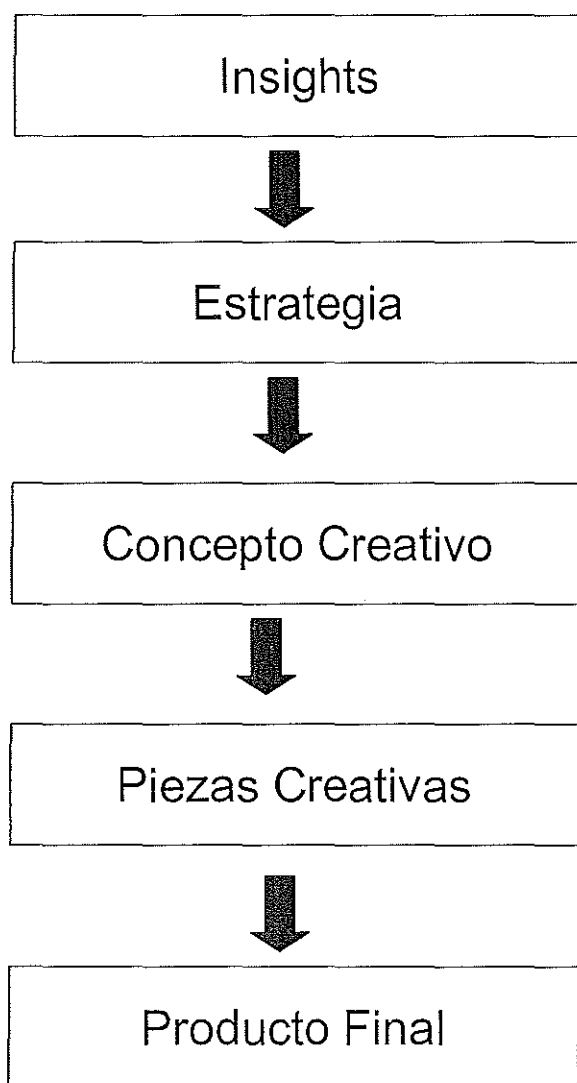 Insights
Estrategia
Concepto Creativo
Piezas Creativas
Producto Final